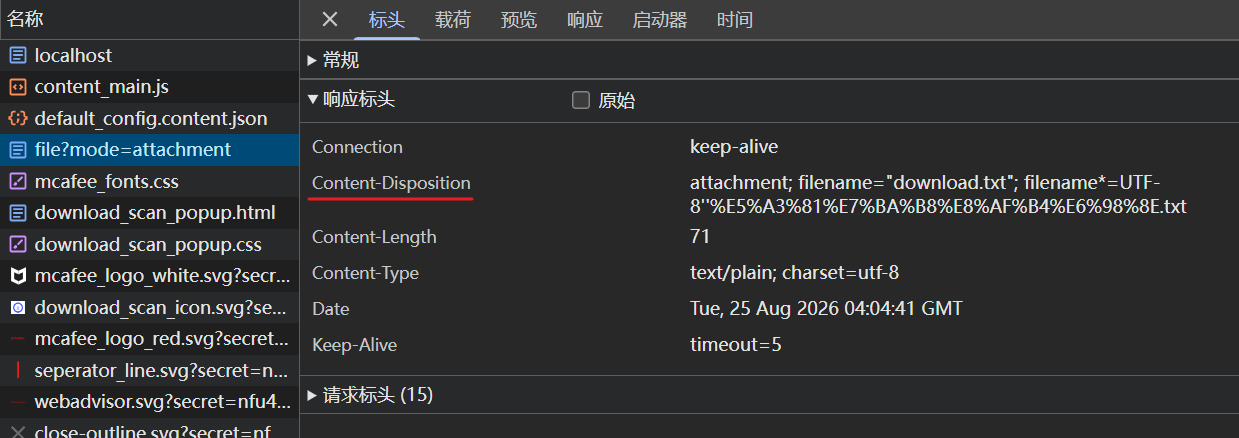 名称
标头 载荷 预览 响应 启动器 时间
localhost
常规
content_main.js
响应标头 原始
default_config.content.json
file?mode=attachment
Connection keep-alive
mcafee_fonts.css
Content-Disposition attachment; filename="download.txt"; filename*=UTF-
8''%E5%A3%81%E7%BA%B8%E8%AF%B4%E6%98%8E.txt
download_scan_popup.html
download_scan_popup.css
Content-Length 71
mcafee_logo_white.svg?secr...
Content-Type text/plain; charset=utf-8
download_scan_icon.svg?se...
Date Tue, 25 Aug 2026 04:04:41 GMT
mcafee_logo_red.svg?secret...
Keep-Alive timeout=5
seperator_line.svg?secret=n...
webadvisor.svg?secret=nfu4...
请求标头 (15)
close-outline.svg?secret=nf